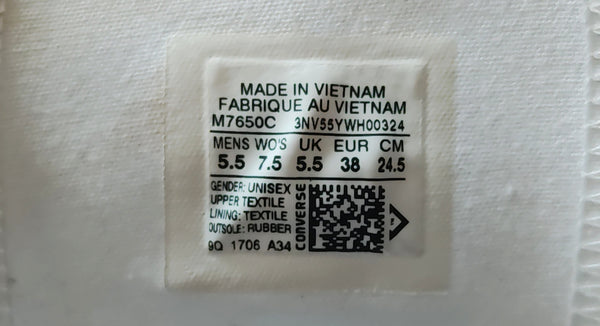 MADE IN VIETNAM
FABRIQUE AU VIETNAM
M7650C 3NV55YWH00324
MENS WO'S UK EUR CM
5.5 7.5 5.5 38 24.5
GENDER: UNISEX
UPPER TEXTILE
LINING: TEXTILE
OUTSOLE: RUBBER
9Q 1706 A34
CONVERSE